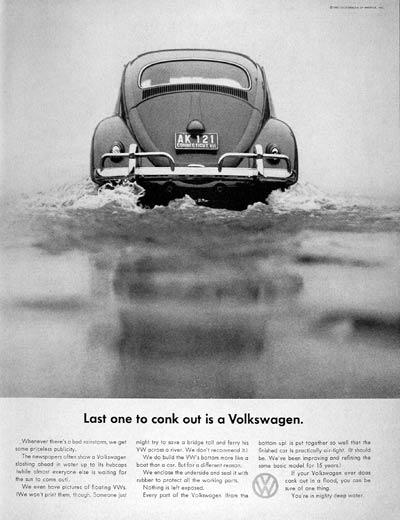 © 1963 VOLKSWAGEN OF AMERICA, INC.
AK 121
CONNECTICUT
Last one to conk out is a Volkswagen.
Whenever there's a bad rainstorm, we get
some priceless publicity.
The newspapers often show a Volkswagen
sloshing ahead in water up to its hubcaps
(while almost everyone else is waiting for
the sun to come out).
We even have pictures of floating VWs.
(We won't print them, though. Someone just
might try to save a bridge toll and ferry his
VW across a river. We don't recommend it.)
We do build the VW's bottom more like a
boat than a car. But for a different reason.
We enclose the underside and seal it with
rubber to protect all the working parts.
Nothing is left exposed.
Every part of the Volkswagen (from the
bottom up) is put together so well that the
finished car is practically air-tight. (It should
be. We've been improving and refining the
same basic model for 15 years.)
If your Volkswagen ever does
conk out in a flood, you can be
sure of one thing.
You're in mighty deep water.